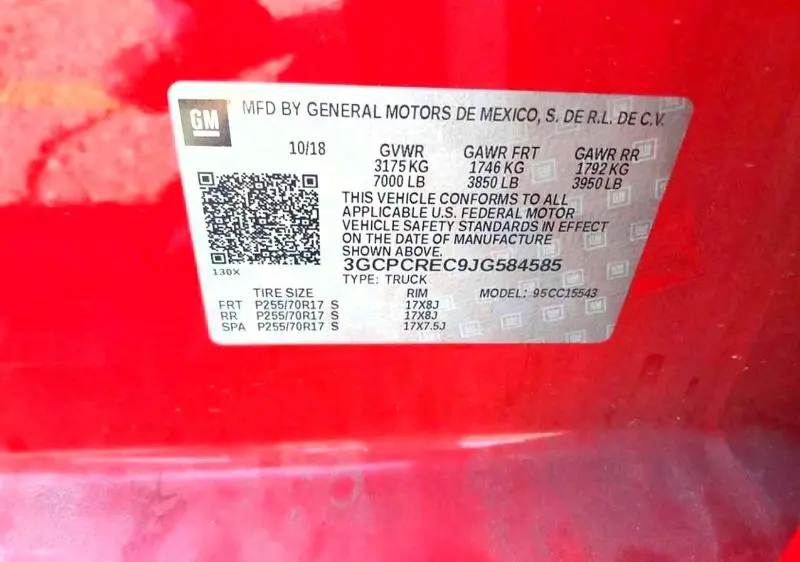 GM MFD BY GENERAL MOTORS DE MEXICO, S. DE R.L. DE C.V.
10/18 GVWR GAWR FRT GAWR RR
3175 KG 1746 KG 1792 KG
7000 LB 3850 LB 3950 LB
THIS VEHICLE CONFORMS TO ALL
APPLICABLE U.S. FEDERAL MOTOR
VEHICLE SAFETY STANDARDS IN EFFECT
ON THE DATE OF MANUFACTURE
SHOWN ABOVE.
130X 3GCPCREC9JG584585
TYPE: TRUCK
TIRE SIZE RIM MODEL: 95CC15543
FRT P255/70R17 S 17X8J
RR P255/70R17 S 17X8J
SPA P255/70R17 S 17X7.5J